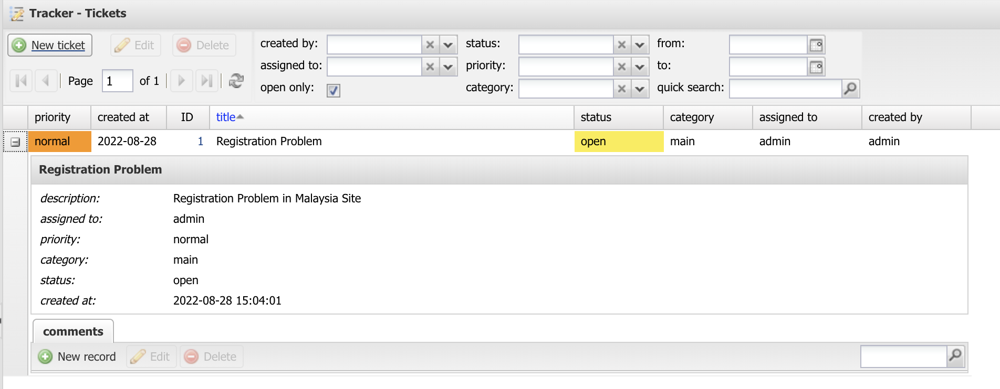 Tracker - Tickets
New ticket Edit Delete created by: status: from:
assigned to: priority: to:
Page 1 of 1 open only: category: quick search:
priority created at ID title status category assigned to created by
normal 2022-08-28 1 Registration Problem open main admin admin
Registration Problem
description: Registration Problem in Malaysia Site
assigned to: admin
priority: normal
category: main
status: open
created at: 2022-08-28 15:04:01
comments
New record Edit Delete